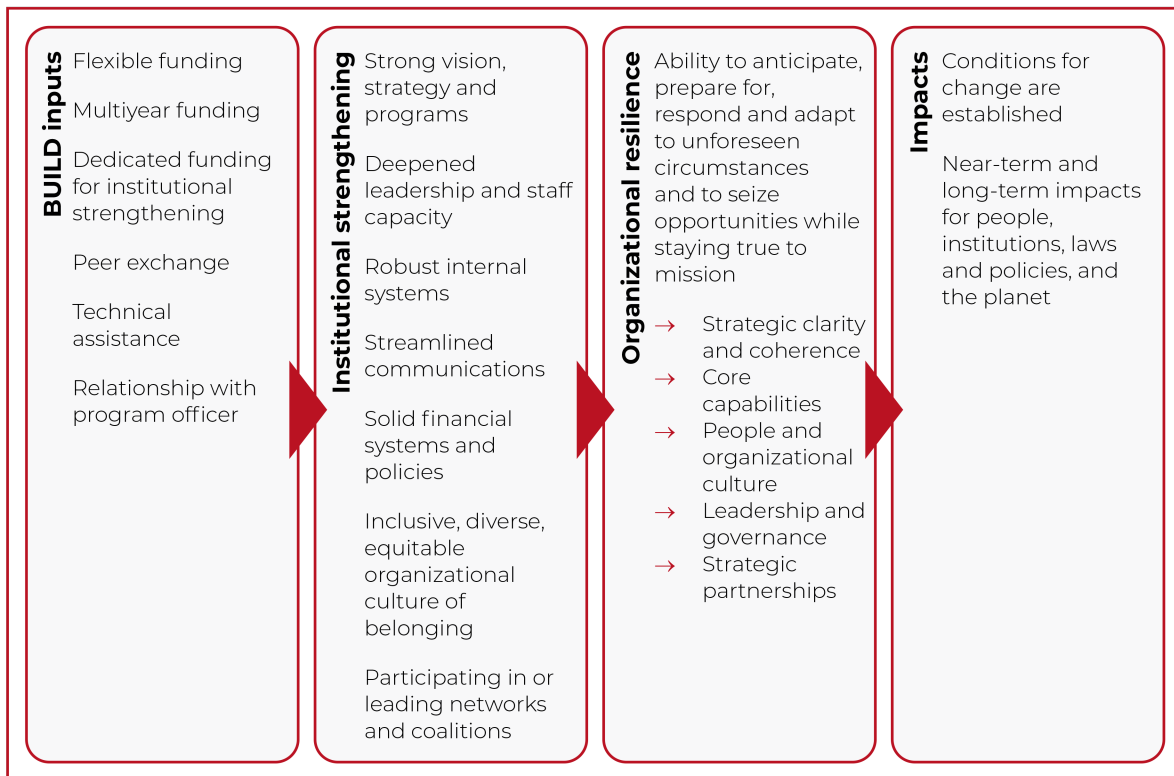 BUILD inputs
Flexible funding
Multiyear funding
Dedicated funding
for institutional
strengthening
Peer exchange
Technical
assistance
Relationship with
program officer
Institutional strengthening
Strong vision,
strategy and
programs
Deepened
leadership and staff
capacity
Robust internal
systems
Streamlined
communications
Solid financial
systems and
policies
Inclusive, diverse,
equitable
organizational
culture of
belonging
Participating in or
leading networks
and coalitions
Organizational resilience
Ability to anticipate,
prepare for,
respond and adapt
to unforeseen
circumstances
and to seize
opportunities while
staying true to
mission
→ Strategic clarity
and coherence
→ Core
capabilities
→ People and
organizational
culture
→ Leadership and
governance
→ Strategic
partnerships
Impacts
Conditions for
change are
established
Near-term and
long-term impacts
for people,
institutions, laws
and policies, and
the planet